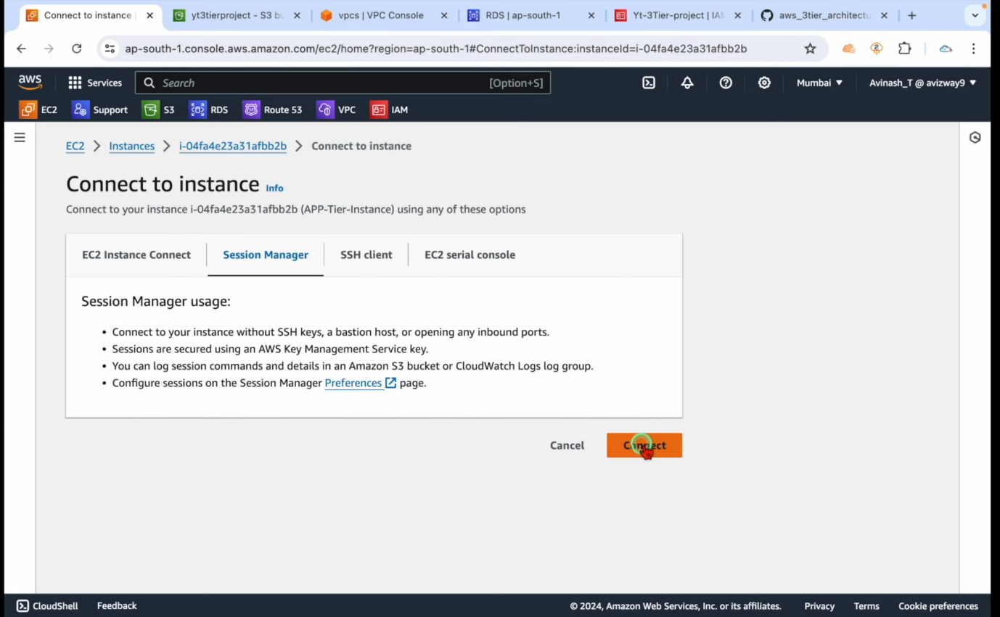 Connect to instance
yt3tierproject - S3 bu
vpcs | VPC Console
RDS | ap-south-1
Yt-3Tier-project | IAM
aws_3tier_architectu
ap-south-1.console.aws.amazon.com/ec2/home?region=ap-south-1#ConnectToInstance:instanceId=i-04fa4e23a31afbb2b
2
aws
Services
Search
[Option+S]
Mumbai
Avinash_T @ avizway9
EC2
Support
S3
RDS
Route 53
VPC
IAM
EC2 > Instances > i-04fa4e23a31afbb2b > Connect to instance
Connect to instance Info
Connect to your instance i-04fa4e23a31afbb2b (APP-Tier-Instance) using any of these options
EC2 Instance Connect
Session Manager
SSH client
EC2 serial console
Session Manager usage:
• Connect to your instance without SSH keys, a bastion host, or opening any inbound ports.
• Sessions are secured using an AWS Key Management Service key.
• You can log session commands and details in an Amazon S3 bucket or CloudWatch Logs log group.
• Configure sessions on the Session Manager Preferences page.
Cancel
Connect
CloudShell
Feedback
© 2024, Amazon Web Services, Inc. or its affiliates.
Privacy
Terms
Cookie preferences